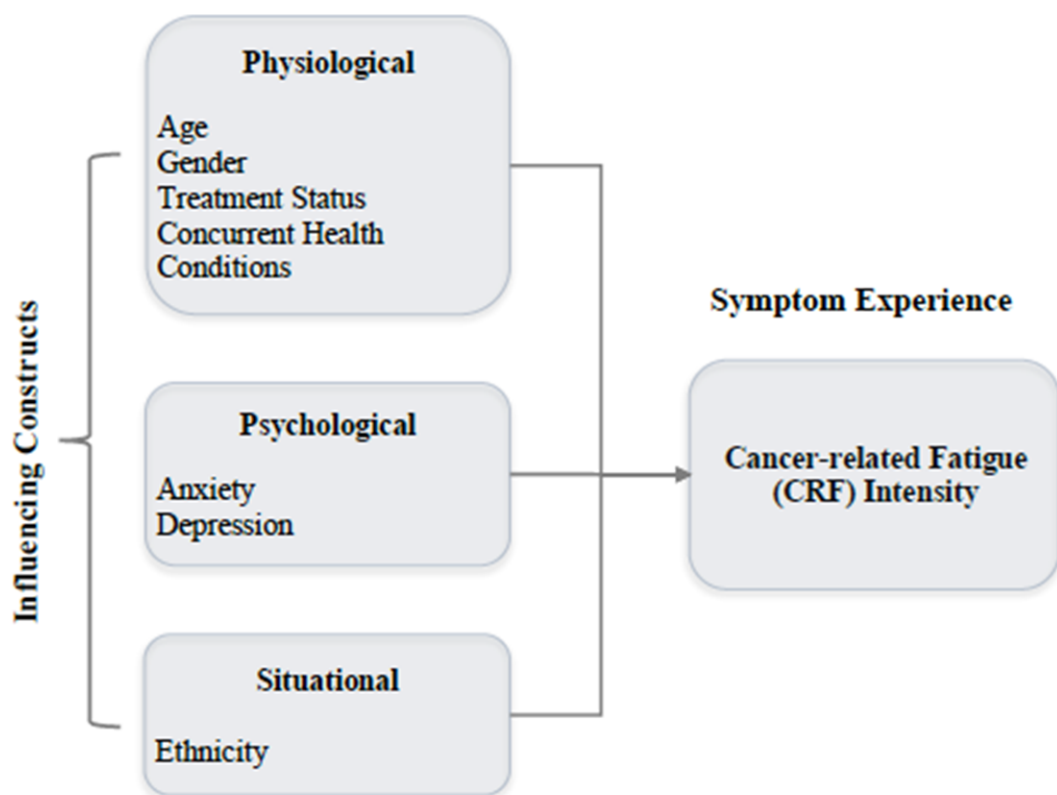 Influencing Constructs
Physiological
Age
Gender
Treatment Status
Concurrent Health
Conditions
Psychological
Anxiety
Depression
Situational
Ethnicity
Symptom Experience
Cancer-related Fatigue
(CRF) Intensity